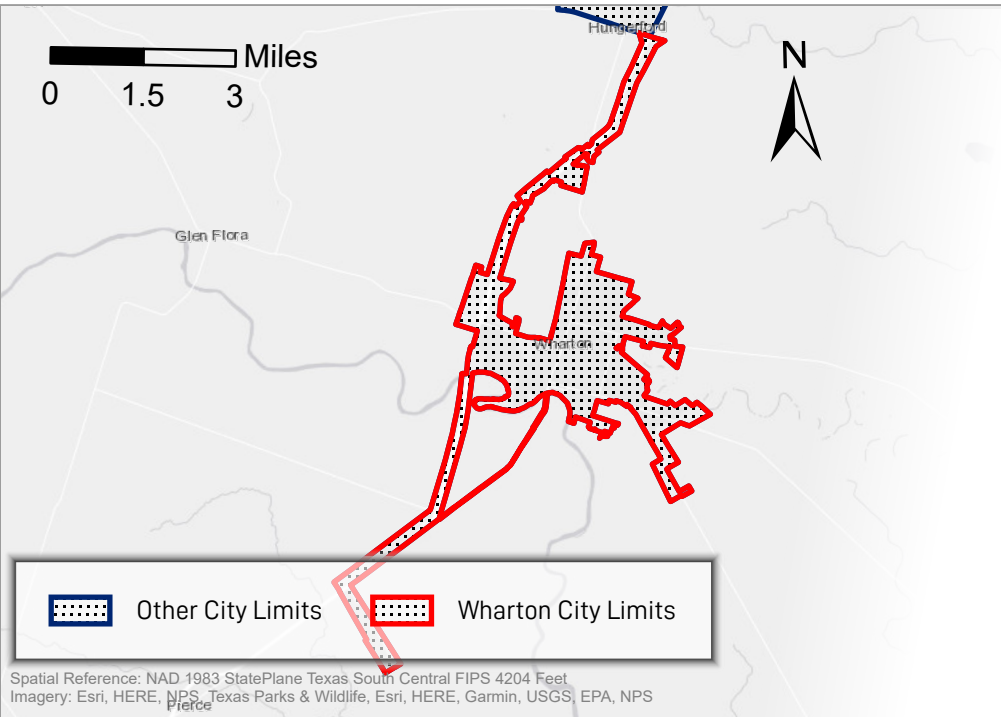 Hungerford
Miles
0 1.5 3
N
Glen Flora
Wharton
Other City Limits
Wharton City Limits
Spatial Reference: NAD 1983 StatePlane Texas South Central FIPS 4204 Feet
Imagery: Esri, HERE, NPS, Texas Parks & Wildlife, Esri, HERE, Garmin, USGS, EPA, NPS
Pierce